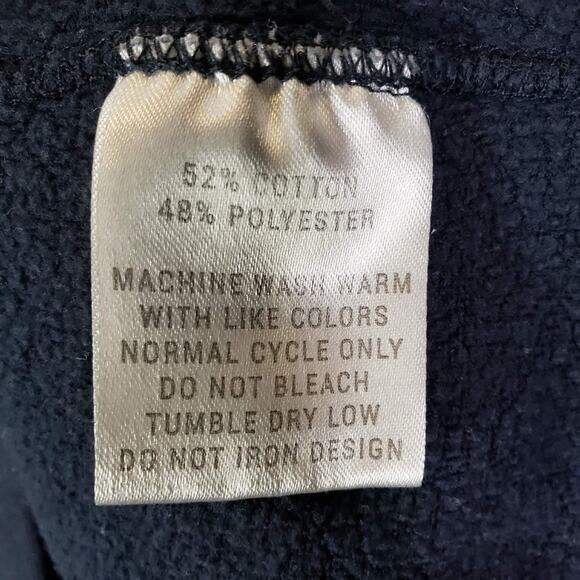 52% COTTON
48% POLYESTER
MACHINE WASH WARM
WITH LIKE COLORS
NORMAL CYCLE ONLY
DO NOT BLEACH
TUMBLE DRY LOW
DO NOT IRON DESIGN